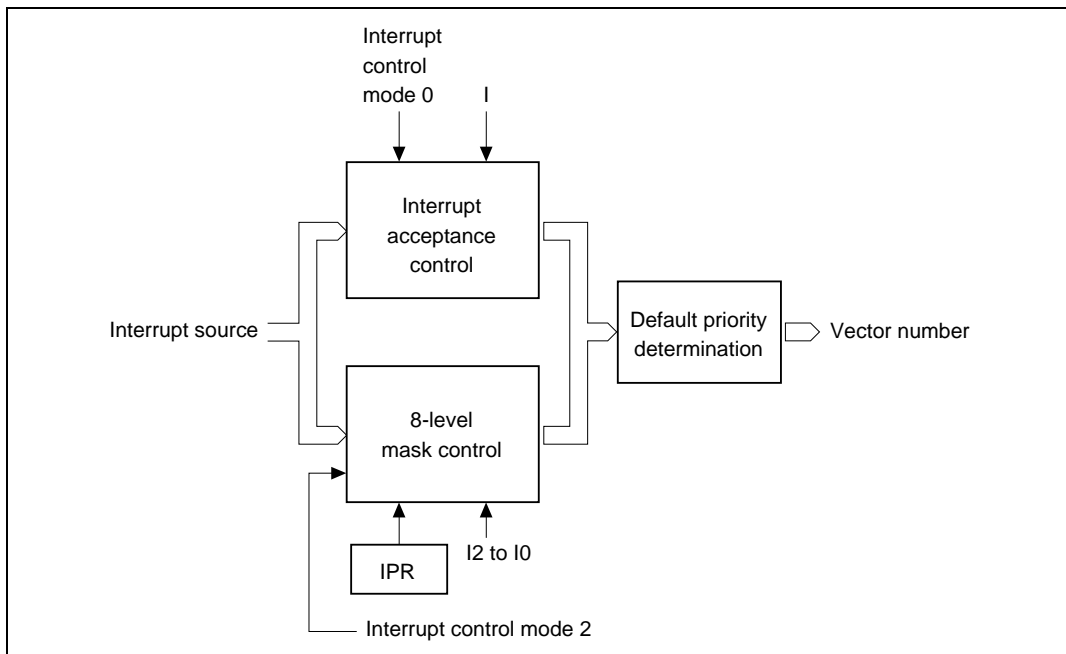 Interrupt
control
mode 0
I
Interrupt
acceptance
control
Interrupt source
Default priority
determination
Vector number
8-level
mask control
I2 to I0
IPR
Interrupt control mode 2